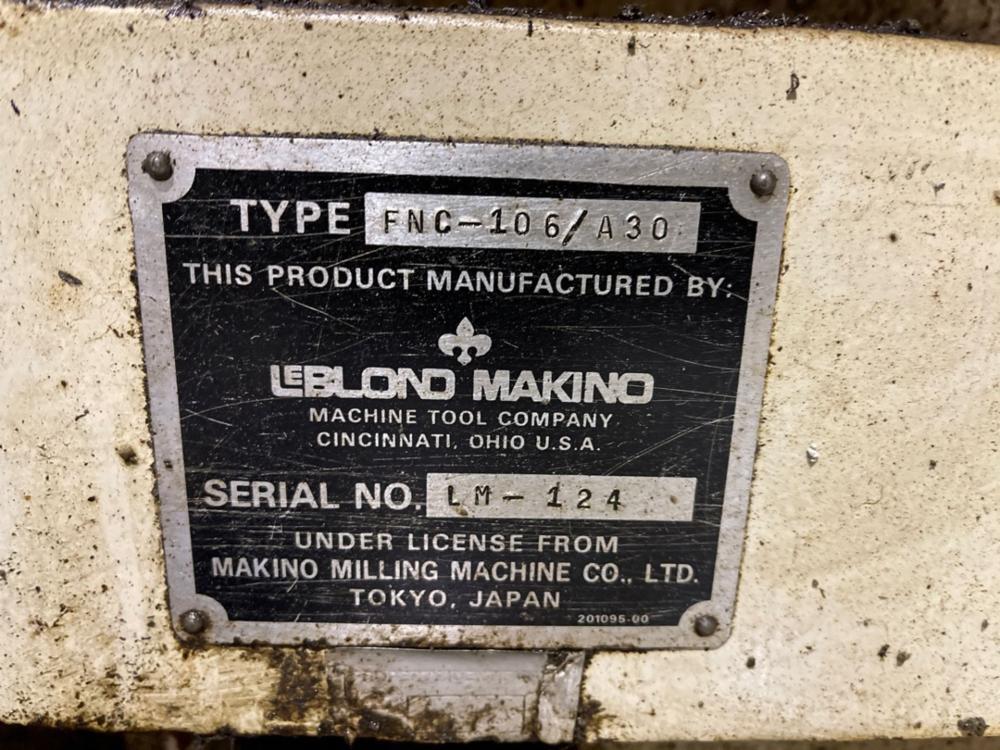 TYPE FNC-106/A30
THIS PRODUCT MANUFACTURED BY:
LEBLOND MAKINO
MACHINE TOOL COMPANY
CINCINNATI, OHIO U.S.A.
SERIAL NO. LM-124
UNDER LICENSE FROM
MAKINO MILLING MACHINE CO., LTD.
TOKYO, JAPAN
201095-00